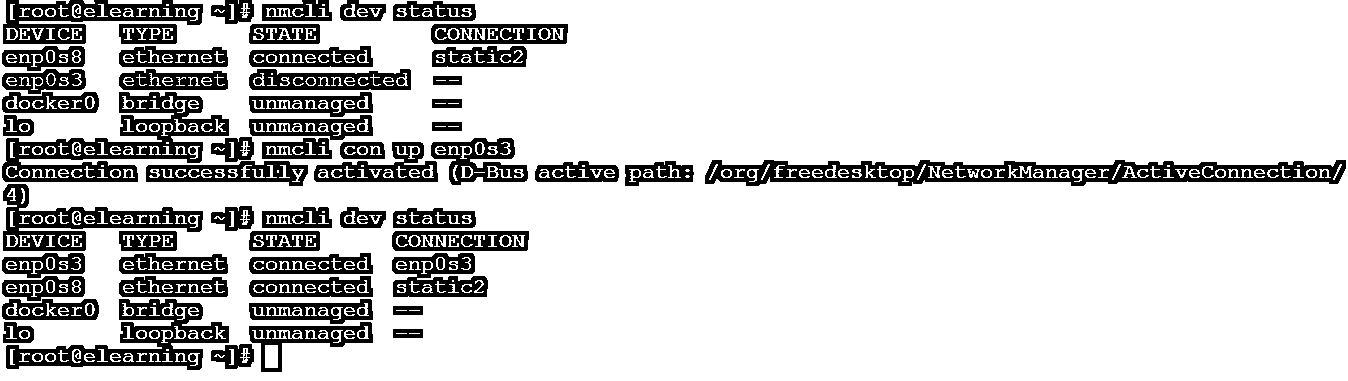 [root@elearning ~]# nmcli dev status
DEVICE   TYPE      STATE         CONNECTION
enp0s8   ethernet  connected     static2
enp0s3   ethernet  disconnected  --
docker0  bridge    unmanaged     --
lo       loopback  unmanaged     --
[root@elearning ~]# nmcli con up enp0s3
Connection successfully activated (D-Bus active path: /org/freedesktop/NetworkManager/ActiveConnection/
4)
[root@elearning ~]# nmcli dev status
DEVICE   TYPE      STATE      CONNECTION
enp0s3   ethernet  connected  enp0s3
enp0s8   ethernet  connected  static2
docker0  bridge    unmanaged  --
lo       loopback  unmanaged  --
[root@elearning ~]#